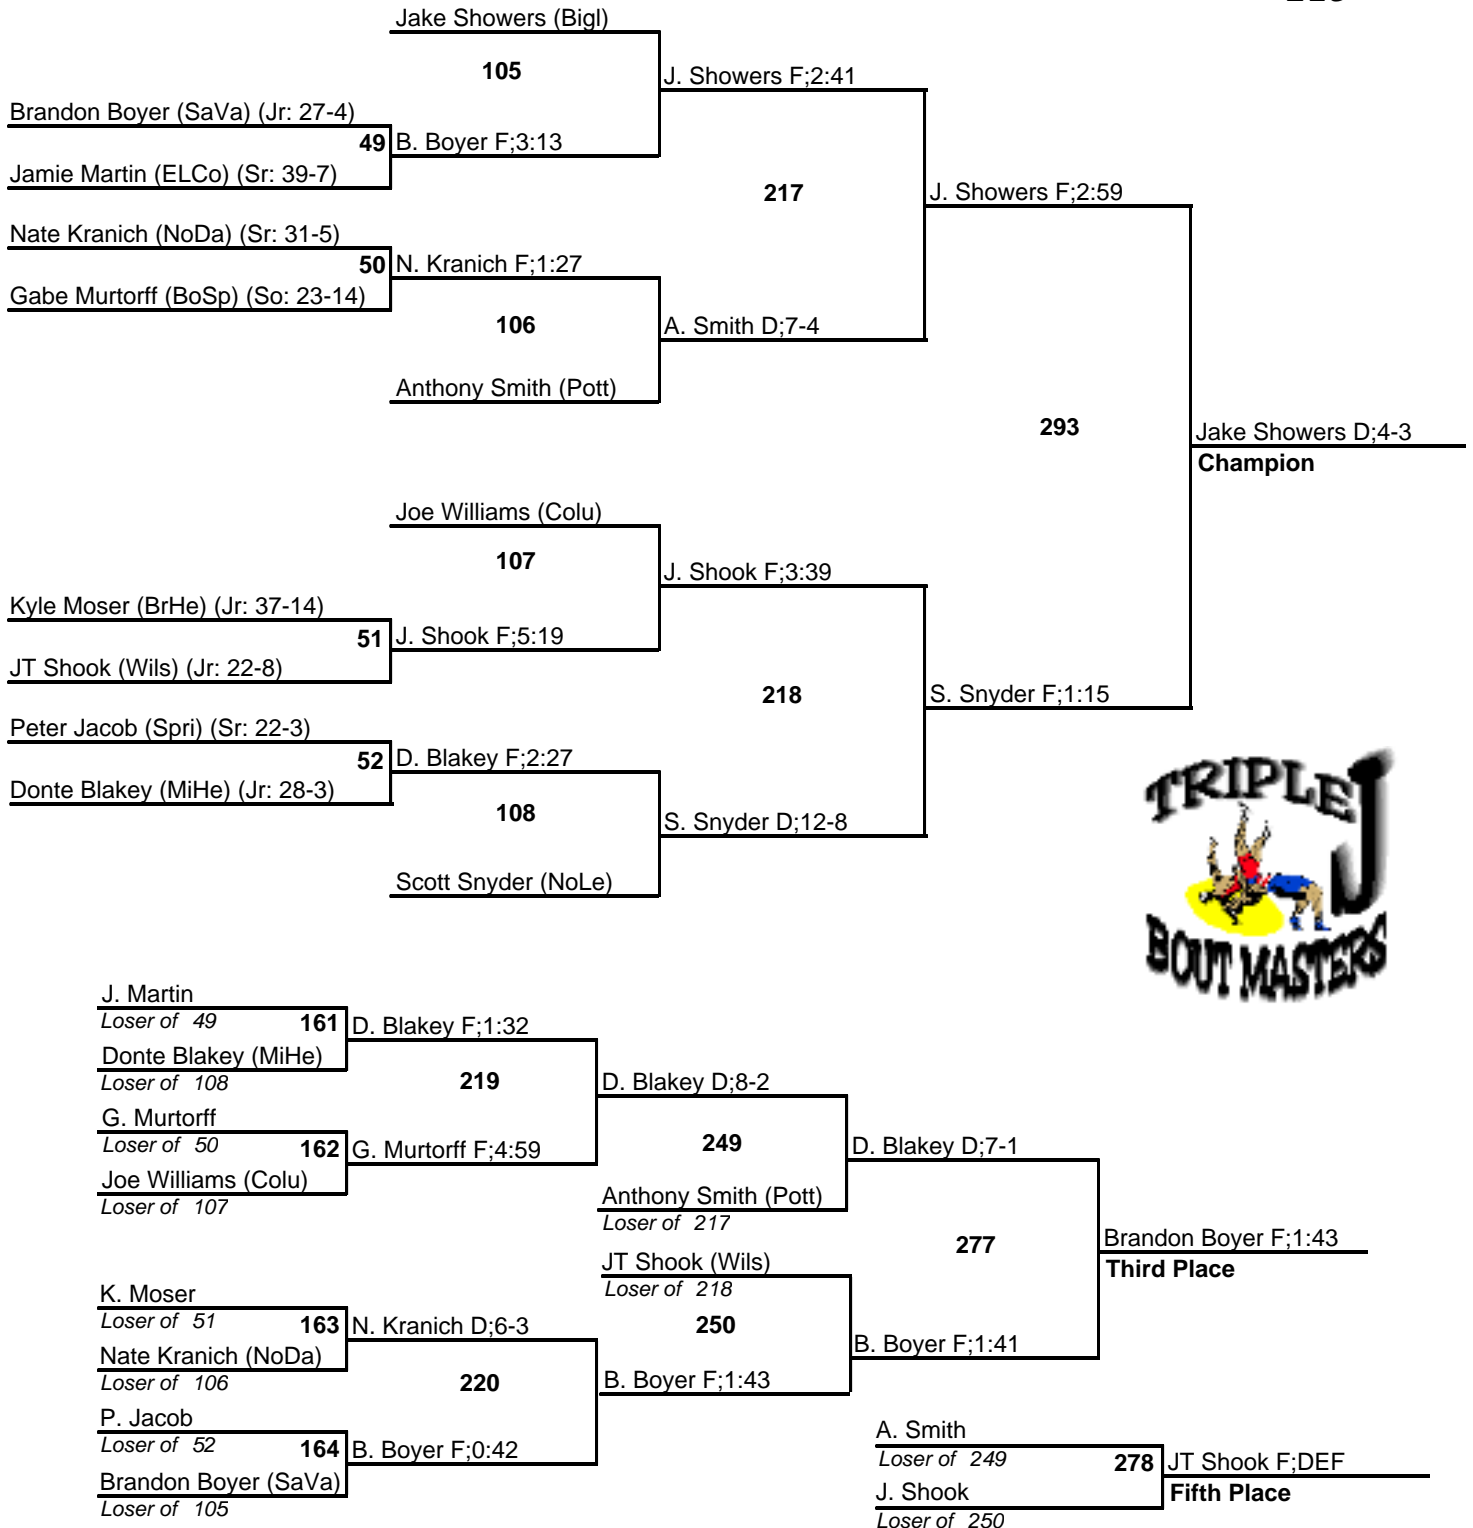 Jake Showers (Bigl)
105
J. Showers F;2:41
Brandon Boyer (SaVa) (Jr: 27-4)
49 B. Boyer F;3:13
Jamie Martin (ELCo) (Sr: 39-7)
217
J. Showers F;2:59
Nate Kranich (NoDa) (Sr: 31-5)
50 N. Kranich F;1:27
Gabe Murtorff (BoSp) (So: 23-14)
106
A. Smith D;7-4
Anthony Smith (Pott)
293
Jake Showers D;4-3
Champion
Joe Williams (Colu)
107
J. Shook F;3:39
Kyle Moser (BrHe) (Jr: 37-14)
51 J. Shook F;5:19
JT Shook (Wils) (Jr: 22-8)
218
S. Snyder F;1:15
Peter Jacob (Spri) (Sr: 22-3)
52 D. Blakey F;2:27
Donte Blakey (MiHe) (Jr: 28-3)
108
S. Snyder D;12-8
Scott Snyder (NoLe)
TRIPLE J
BOUT MASTERS
J. Martin
Loser of 49
161 D. Blakey F;1:32
Donte Blakey (MiHe)
Loser of 108
219
D. Blakey D;8-2
G. Murtorff
Loser of 50
162 G. Murtorff F;4:59
Joe Williams (Colu)
Loser of 107
249
D. Blakey D;7-1
Anthony Smith (Pott)
Loser of 217
277
Brandon Boyer F;1:43
Third Place
JT Shook (Wils)
Loser of 218
K. Moser
Loser of 51
163 N. Kranich D;6-3
Nate Kranich (NoDa)
Loser of 106
250
B. Boyer F;1:41
220
B. Boyer F;1:43
P. Jacob
Loser of 52
164 B. Boyer F;0:42
Brandon Boyer (SaVa)
Loser of 105
A. Smith
Loser of 249
278 JT Shook F;DEF
J. Shook
Fifth Place
Loser of 250